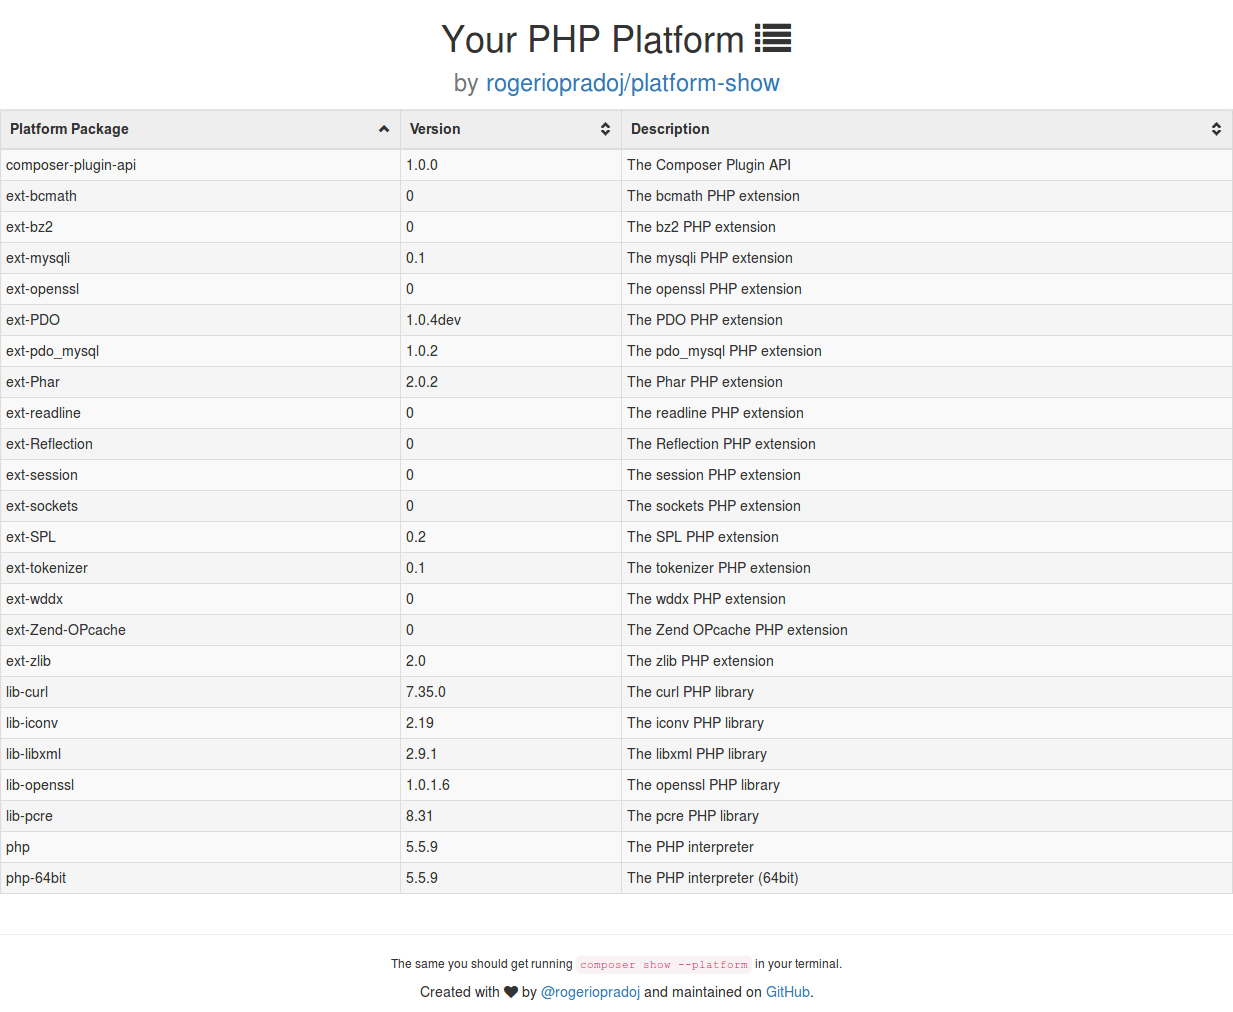 Your PHP Platform
by rogeriopradoj/platform-show
Platform Package Version Description
composer-plugin-api 1.0.0 The Composer Plugin API
ext-bcmath 0 The bcmath PHP extension
ext-bz2 0 The bz2 PHP extension
ext-mysqli 0.1 The mysqli PHP extension
ext-openssl 0 The openssl PHP extension
ext-PDO 1.0.4dev The PDO PHP extension
ext-pdo_mysql 1.0.2 The pdo_mysql PHP extension
ext-Phar 2.0.2 The Phar PHP extension
ext-readline 0 The readline PHP extension
ext-Reflection 0 The Reflection PHP extension
ext-session 0 The session PHP extension
ext-sockets 0 The sockets PHP extension
ext-SPL 0.2 The SPL PHP extension
ext-tokenizer 0.1 The tokenizer PHP extension
ext-wddx 0 The wddx PHP extension
ext-Zend-OPcache 0 The Zend OPcache PHP extension
ext-zlib 2.0 The zlib PHP extension
lib-curl 7.35.0 The curl PHP library
lib-iconv 2.19 The iconv PHP library
lib-libxml 2.9.1 The libxml PHP library
lib-openssl 1.0.1.6 The openssl PHP library
lib-pcre 8.31 The pcre PHP library
php 5.5.9 The PHP interpreter
php-64bit 5.5.9 The PHP interpreter (64bit)
The same you should get running composer show --platform in your terminal.
Created with ♥ by @rogeriopradoj and maintained on GitHub.